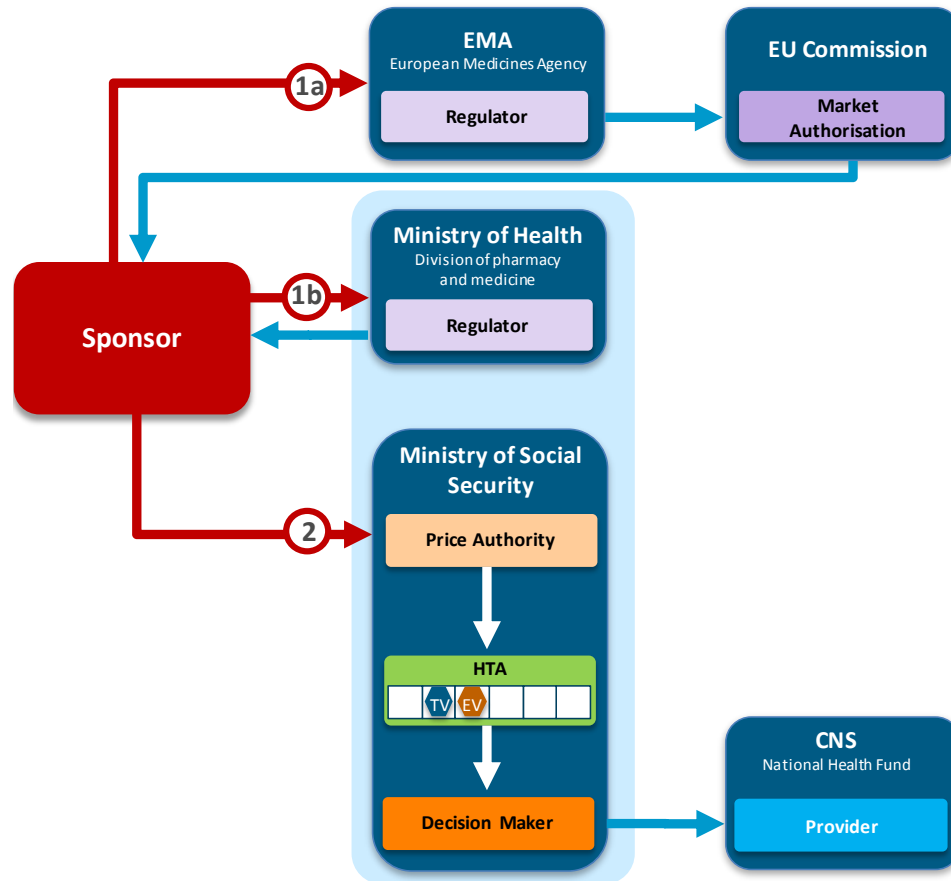 EMA
European Medicines Agency
Regulator
EU Commission
Market
Authorisation
1a
Ministry of Health
Division of pharmacy
and medicine
Regulator
1b
Sponsor
Ministry of Social
Security
2
Price Authority
HTA
TV EV
Decision Maker
CNS
National Health Fund
Provider